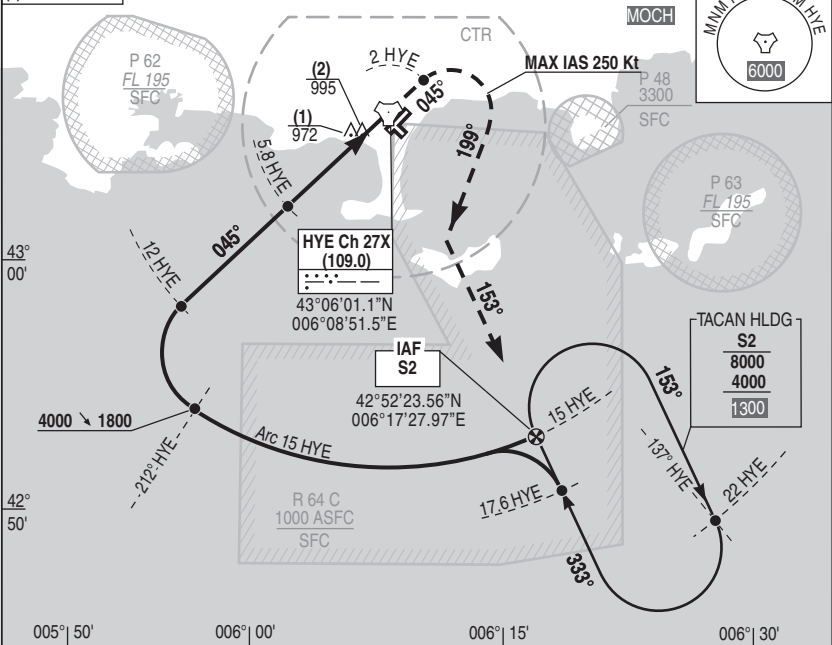 MOCH
6000
CTR
P 62
FL 195
SFC
2 HYE
MAX IAS 250 Kt
(2)
995
(1)
972
045°
P 48
3300
SFC
199°
5.8 HYE
P 63
FL 195
SFC
045°
HYE Ch 27X
(109.0)
43°
00'
12 HYE
43°06'01.1"N
006°08'51.5"E
153°
TACAN HLDG
S2
8000
4000
1300
IAF
S2
42°52'23.56"N
006°17'27.97"E
153°
15 HYE
4000 ↘ 1800
Arc 15 HYE
212° HYE
137° HYE
22 HYE
42°
50'
R 64 C
1000 ASFC
SFC
17.6 HYE
333°
005° 50'
006° 00'
006° 15'
006° 30'